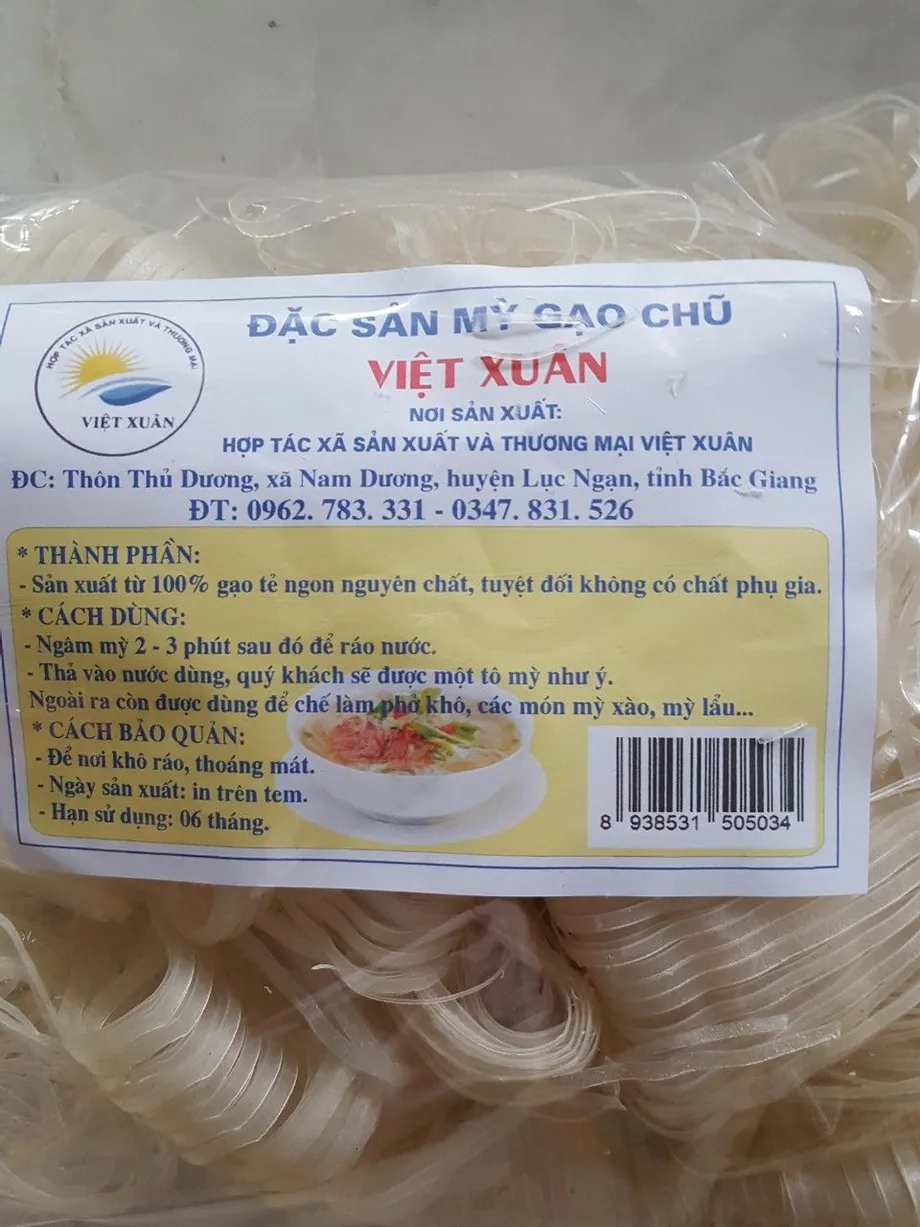 HỢP TÁC XÃ SẢN XUẤT VÀ THƯƠNG MẠI
VIỆT XUÂN
ĐẶC SẢN MỲ GẠO CHŨ
VIỆT XUÂN
NƠI SẢN XUẤT:
HỢP TÁC XÃ SẢN XUẤT VÀ THƯƠNG MẠI VIỆT XUÂN
ĐC: Thôn Thủ Dương, xã Nam Dương, huyện Lục Ngạn, tỉnh Bắc Giang
ĐT: 0962. 783. 331 - 0347. 831. 526
* THÀNH PHẦN:
- Sản xuất từ 100% gạo tẻ ngon nguyên chất, tuyệt đối không có chất phụ gia.
* CÁCH DÙNG:
- Ngâm mỳ 2 - 3 phút sau đó để ráo nước.
- Thả vào nước dùng, quý khách sẽ được một tô mỳ như ý.
Ngoài ra còn được dùng để chế làm phở khô, các món mỳ xào, mỳ lẩu...
* CÁCH BẢO QUẢN:
- Để nơi khô ráo, thoáng mát.
- Ngày sản xuất: in trên tem.
- Hạn sử dụng: 06 tháng.
8 938531 505034